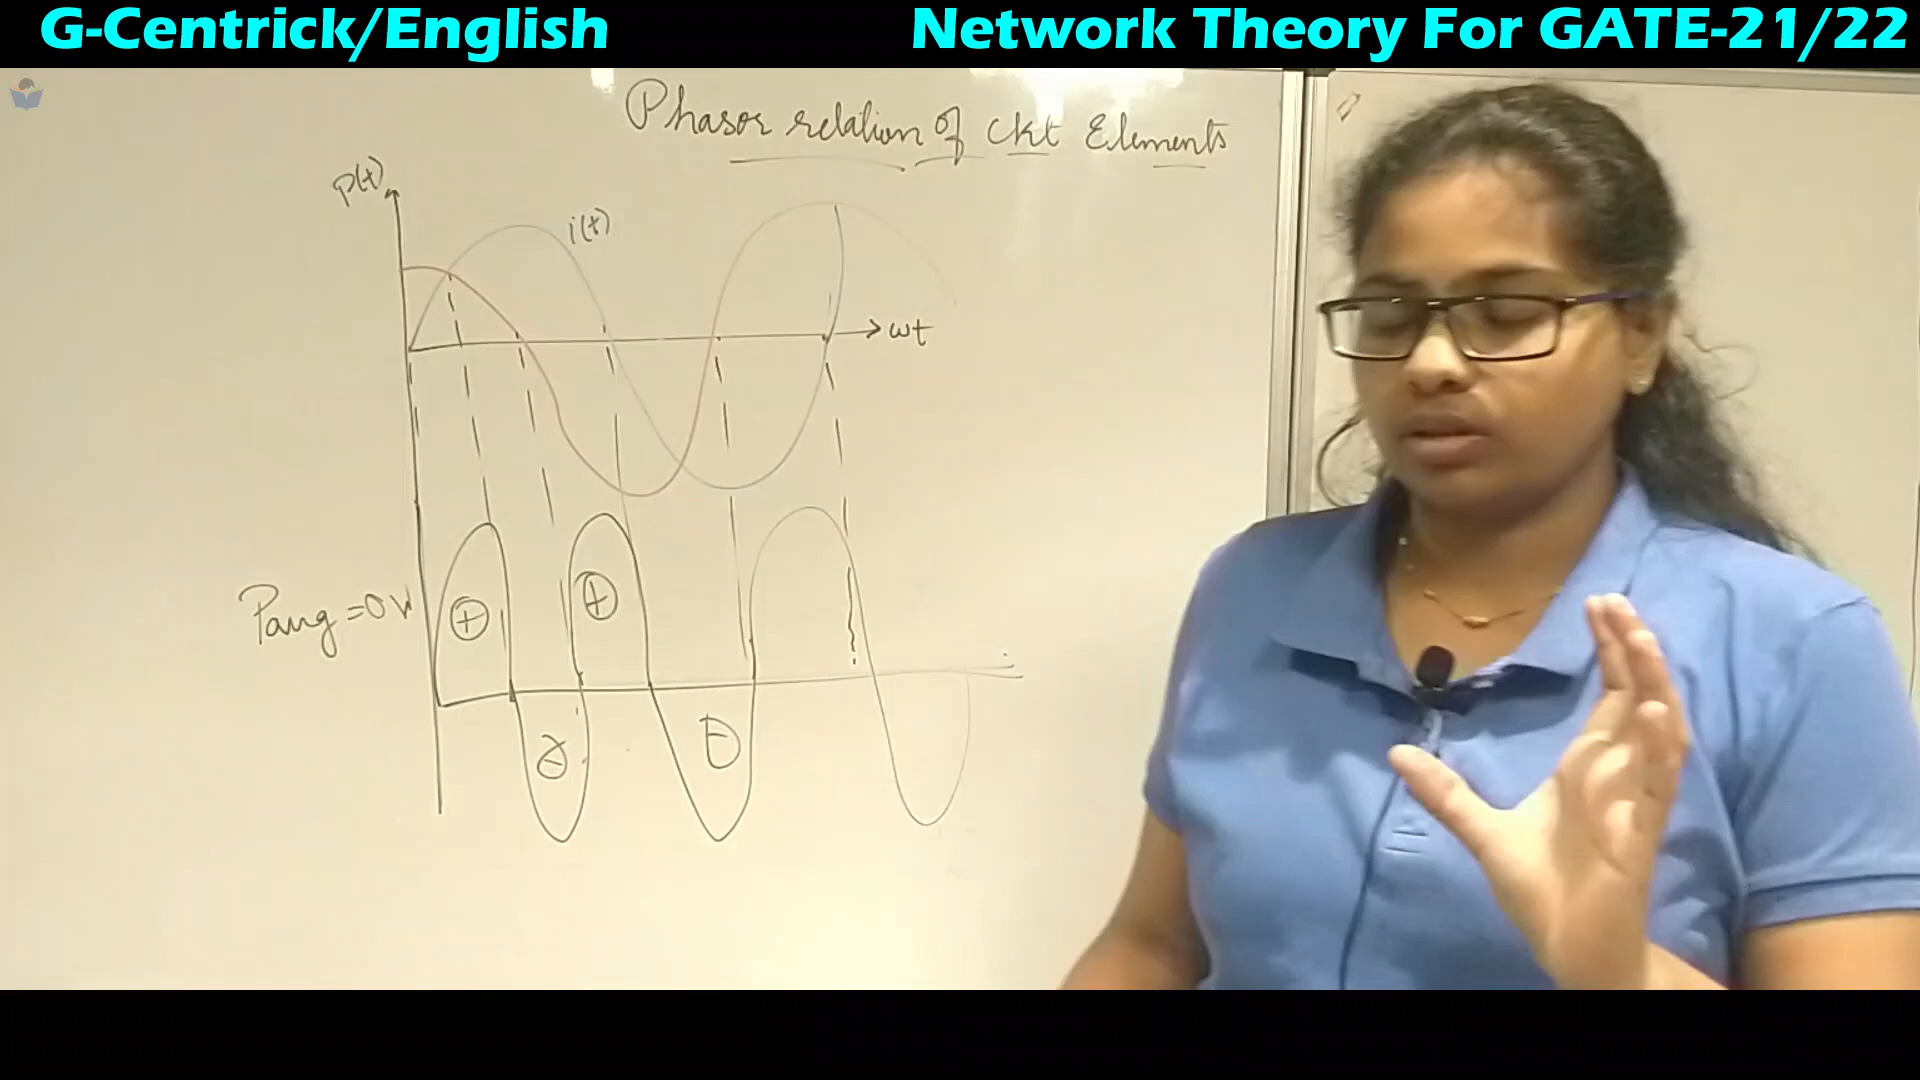 G-Centrick/English
Network Theory For GATE-21/22
Phasor relation of Ckt Elements
p(t)
i(t)
ωt
Pavg = 0 W
+
+
-
-